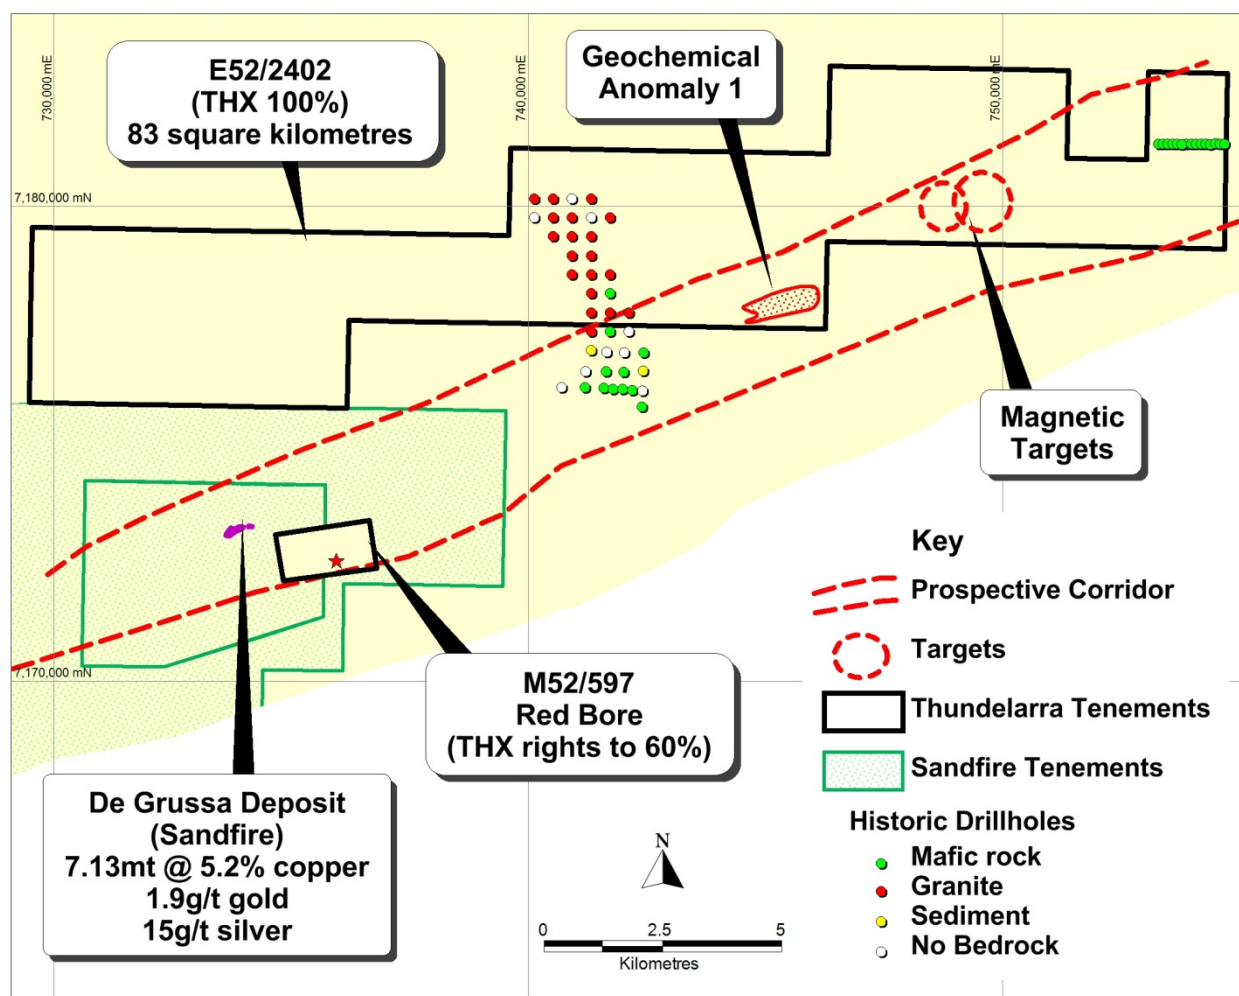 730,000 mE
740,000 mE
750,000 mE
E52/2402
(THX 100%)
83 square kilometres
Geochemical
Anomaly 1
7,180,000 mN
Magnetic
Targets
7,170,000 mN
M52/597
Red Bore
(THX rights to 60%)
De Grussa Deposit
(Sandfire)
7.13mt @ 5.2% copper
1.9g/t gold
15g/t silver
N
0 2.5 5
Kilometres
Key
Prospective Corridor
Targets
Thundelarra Tenements
Sandfire Tenements
Historic Drillholes
Mafic rock
Granite
Sediment
No Bedrock